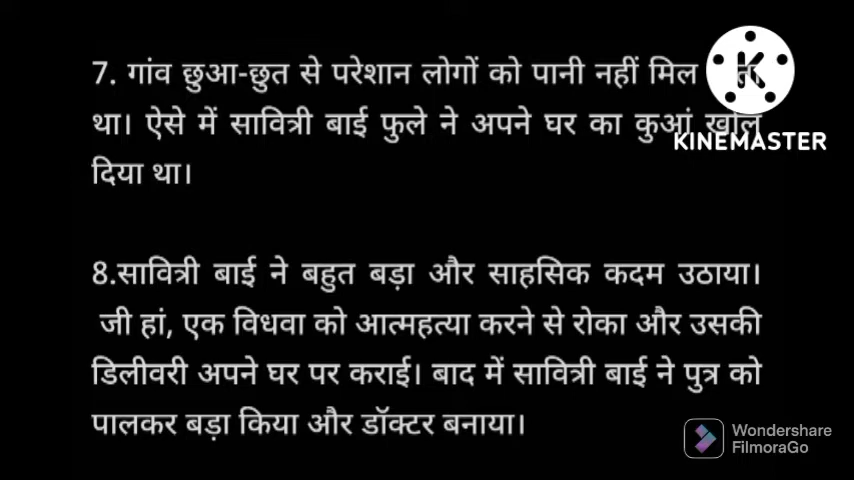 7. गांव छुआ-छुत से परेशान लोगों को पानी नहीं मिल
था। ऐसे में सावित्री बाई फुले ने अपने घर का कुआं खोल
दिया था।
8.सावित्री बाई ने बहुत बड़ा और साहसिक कदम उठाया।
जी हां, एक विधवा को आत्महत्या करने से रोका और उसकी
डिलीवरी अपने घर पर कराई। बाद में सावित्री बाई ने पुत्र को
पालकर बड़ा किया और डॉक्टर बनाया।
K
KINEMASTER
Wondershare
FilmoraGo